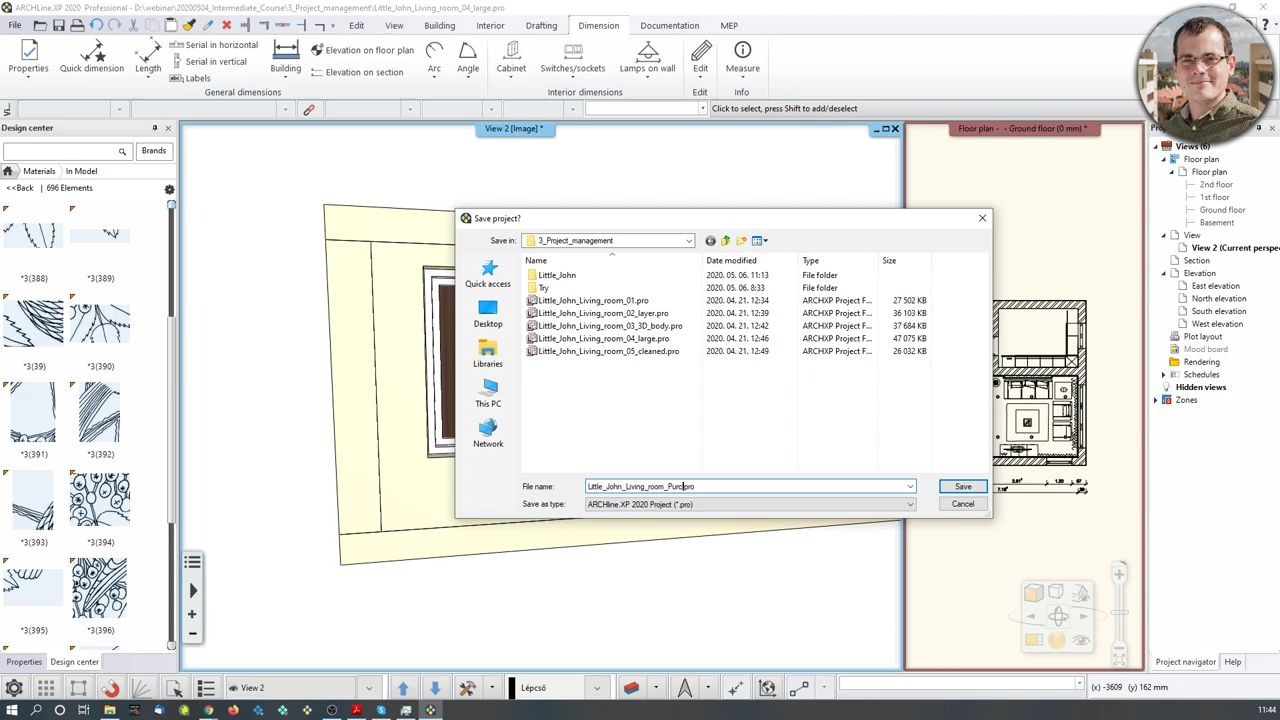 ARCHLine.XP 2020 - D:\webinar\20200504_Intermediate_Course\3_Project_management\Little_John_Living_room_04_large.pro
File
Edit
View
Building
Interior
Drafting
Dimension
Documentation
MEP
Properties
Quick dimension
Length
Serial in horizontal
Serial in vertical
Labels
Building
Elevation on floor plan
Elevation on section
Arc
Angle
Cabinet
Switches/sockets
Lamps on wall
Edit
Measure
General dimensions
Interior dimensions
Edit
Info
Click to select, press Shift to add/deselect
Design center
Brands
Materials
In Model
<<Back
696 Elements
*3(388)
*3(389)
*3(39)
*3(390)
*3(391)
*3(392)
*3(393)
*3(394)
*3(395)
*3(396)
Properties
Design center
View 2 [Image] *
Floor plan - - Ground floor (0 mm) *
Save project?
Save in:
3_Project_management
Quick access
Desktop
Libraries
This PC
Network
Name
Date modified
Type
Size
Little_John
2020. 05. 06. 11:13
File folder
Try
2020. 05. 06. 8:33
File folder
Little_John_Living_room_01.pro
2020. 04. 21. 12:34
ARCHXP Project F...
27 502 KB
Little_John_Living_room_02_layer.pro
2020. 04. 21. 12:39
ARCHXP Project F...
36 103 KB
Little_John_Living_room_03_3D_body.pro
2020. 04. 21. 12:42
ARCHXP Project F...
37 684 KB
Little_John_Living_room_04_large.pro
2020. 04. 21. 12:46
ARCHXP Project F...
47 075 KB
Little_John_Living_room_05_cleaned.pro
2020. 04. 21. 12:49
ARCHXP Project F...
26 032 KB
File name:
Little_John_Living_room_Purc.pro
Save
Save as type:
ARCHline.XP 2020 Project (*.pro)
Cancel
Views (6)
Floor plan
Floor plan
2nd floor
1st floor
Ground floor
Basement
View
View 2 (Current perspe
Section
Elevation
East elevation
North elevation
South elevation
West elevation
Plot layout
Mood board
Rendering
Schedules
Hidden views
Zones
Project navigator
Help
View 2
Lépcső
(x) -3609
(y) 162 mm
11:44